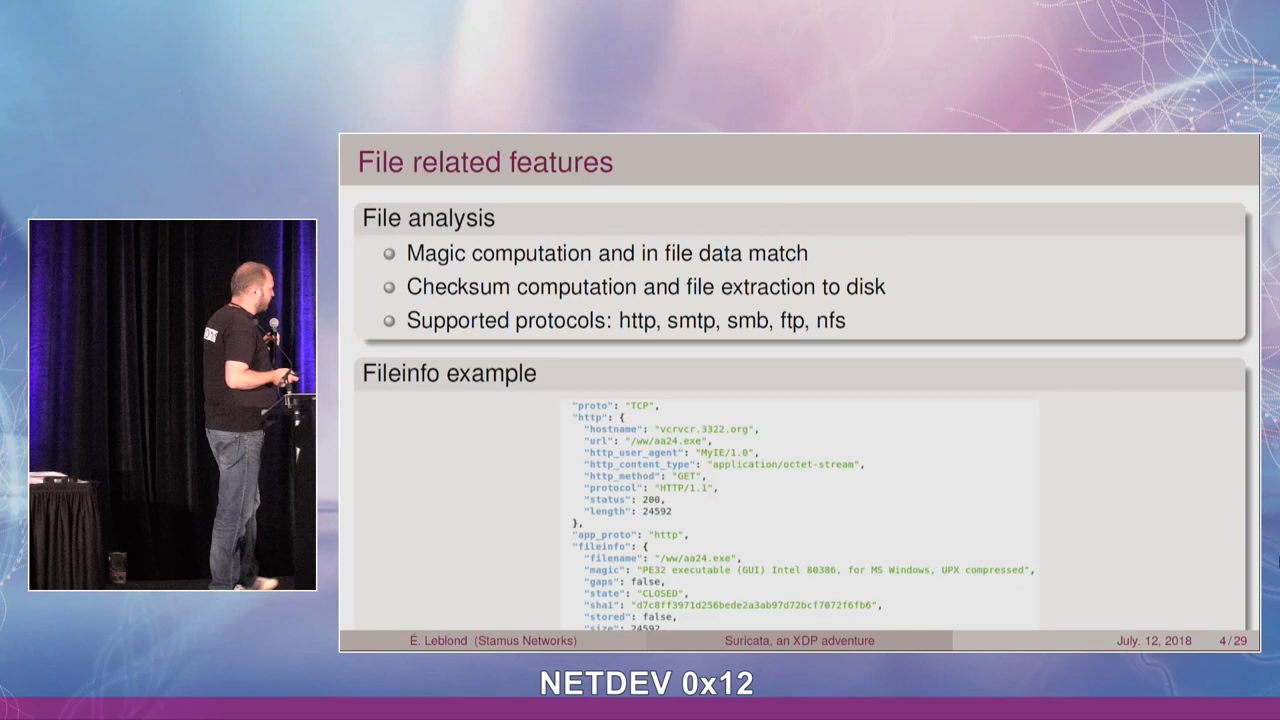 File related features
File analysis
Magic computation and in file data match
Checksum computation and file extraction to disk
Supported protocols: http, smtp, smb, ftp, nfs
Fileinfo example
"proto": "TCP",
"http": {
"hostname": "vcrvcr.3322.org",
"url": "/ww/aa24.exe",
"http_user_agent": "MyIE/1.0",
"http_content_type": "application/octet-stream",
"http_method": "GET",
"protocol": "HTTP/1.1",
"status": 200,
"length": 24592
},
"app_proto": "http",
"fileinfo": {
"filename": "/ww/aa24.exe",
"magic": "PE32 executable (GUI) Intel 80386, for MS Windows, UPX compressed",
"gaps": false,
"state": "CLOSED",
"sha1": "d7c8ff3971d256bede2a3ab97d72bcf7072f6fb6",
"stored": false,
"size": 24592
É. Leblond (Stamus Networks) Suricata, an XDP adventure July. 12, 2018 4 / 29
NETDEV 0x12